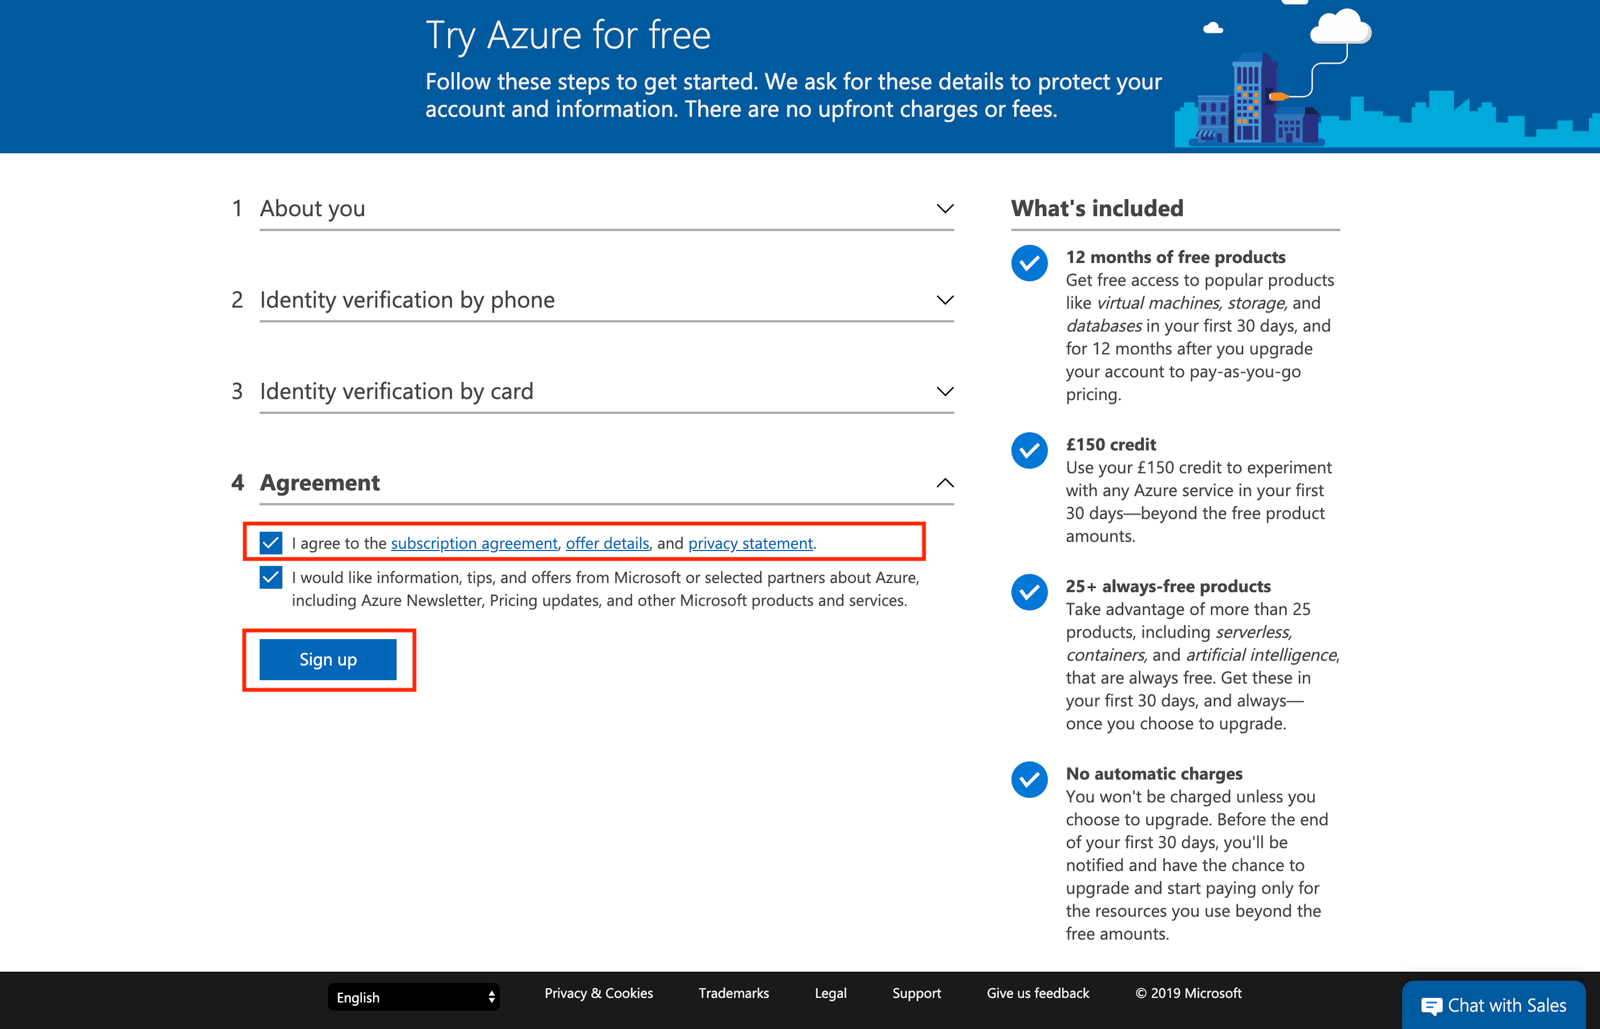 Try Azure for free
Follow these steps to get started. We ask for these details to protect your
account and information. There are no upfront charges or fees.
1 About you
2 Identity verification by phone
3 Identity verification by card
4 Agreement
I agree to the subscription agreement, offer details, and privacy statement.
I would like information, tips, and offers from Microsoft or selected partners about Azure,
including Azure Newsletter, Pricing updates, and other Microsoft products and services.
Sign up
What's included
12 months of free products
Get free access to popular products
like virtual machines, storage, and
databases in your first 30 days, and
for 12 months after you upgrade
your account to pay-as-you-go
pricing.
£150 credit
Use your £150 credit to experiment
with any Azure service in your first
30 days—beyond the free product
amounts.
25+ always-free products
Take advantage of more than 25
products, including serverless,
containers, and artificial intelligence,
that are always free. Get these in
your first 30 days, and always—
once you choose to upgrade.
No automatic charges
You won't be charged unless you
choose to upgrade. Before the end
of your first 30 days, you'll be
notified and have the chance to
upgrade and start paying only for
the resources you use beyond the
free amounts.
English
Privacy & Cookies
Trademarks
Legal
Support
Give us feedback
© 2019 Microsoft
Chat with Sales